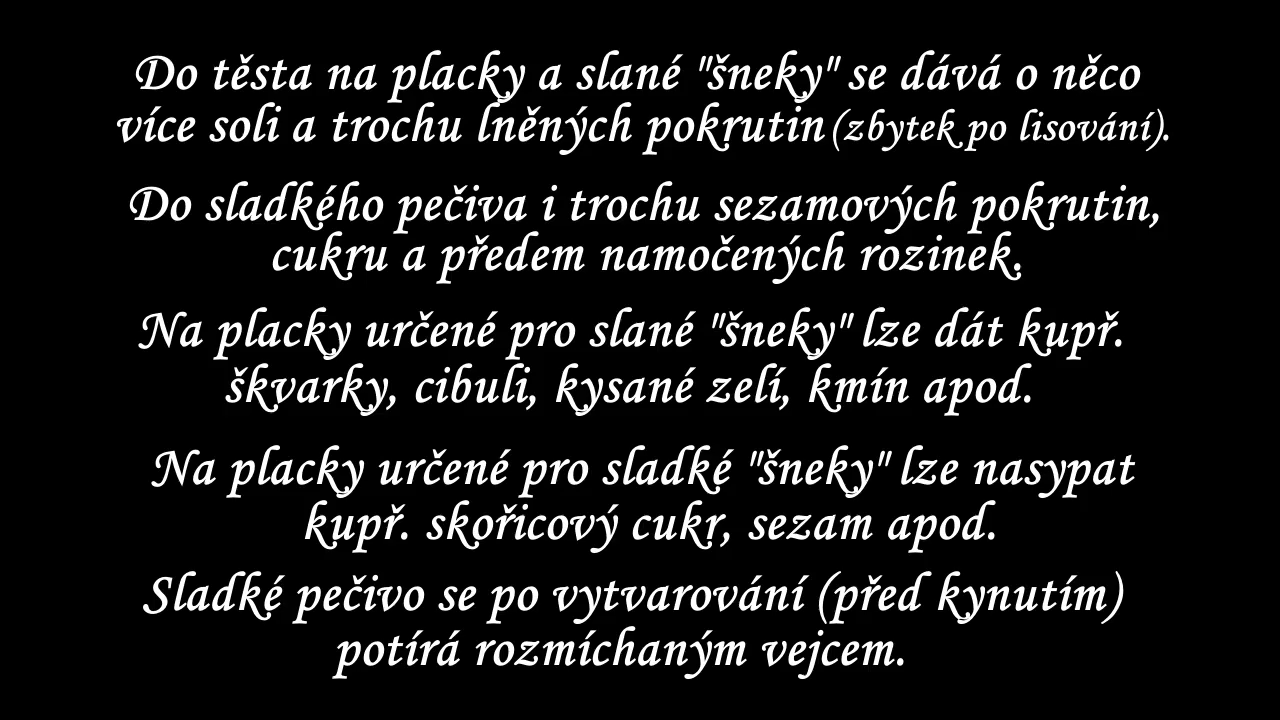 Do těsta na placky a slané "šneky" se dává o něco
více soli a trochu lněných pokrutin (zbytek po lisování).
Do sladkého pečiva i trochu sezamových pokrutin,
cukru a předem namočených rozinek.
Na placky určené pro slané "šneky" lze dát kupř.
škvarky, cibuli, kysané zelí, kmín apod.
Na placky určené pro sladké "šneky" lze nasypat
kupř. skořicový cukr, sezam apod.
Sladké pečivo se po vytvarování (před kynutím)
potírá rozmíchaným vejcem.